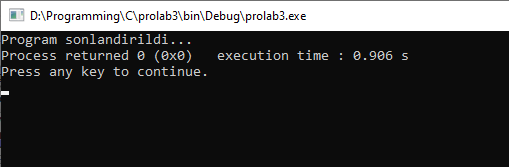 D:\Programming\C\prolab3\bin\Debug\prolab3.exe
Program sonlandirildi...
Process returned 0 (0x0)   execution time : 0.906 s
Press any key to continue.